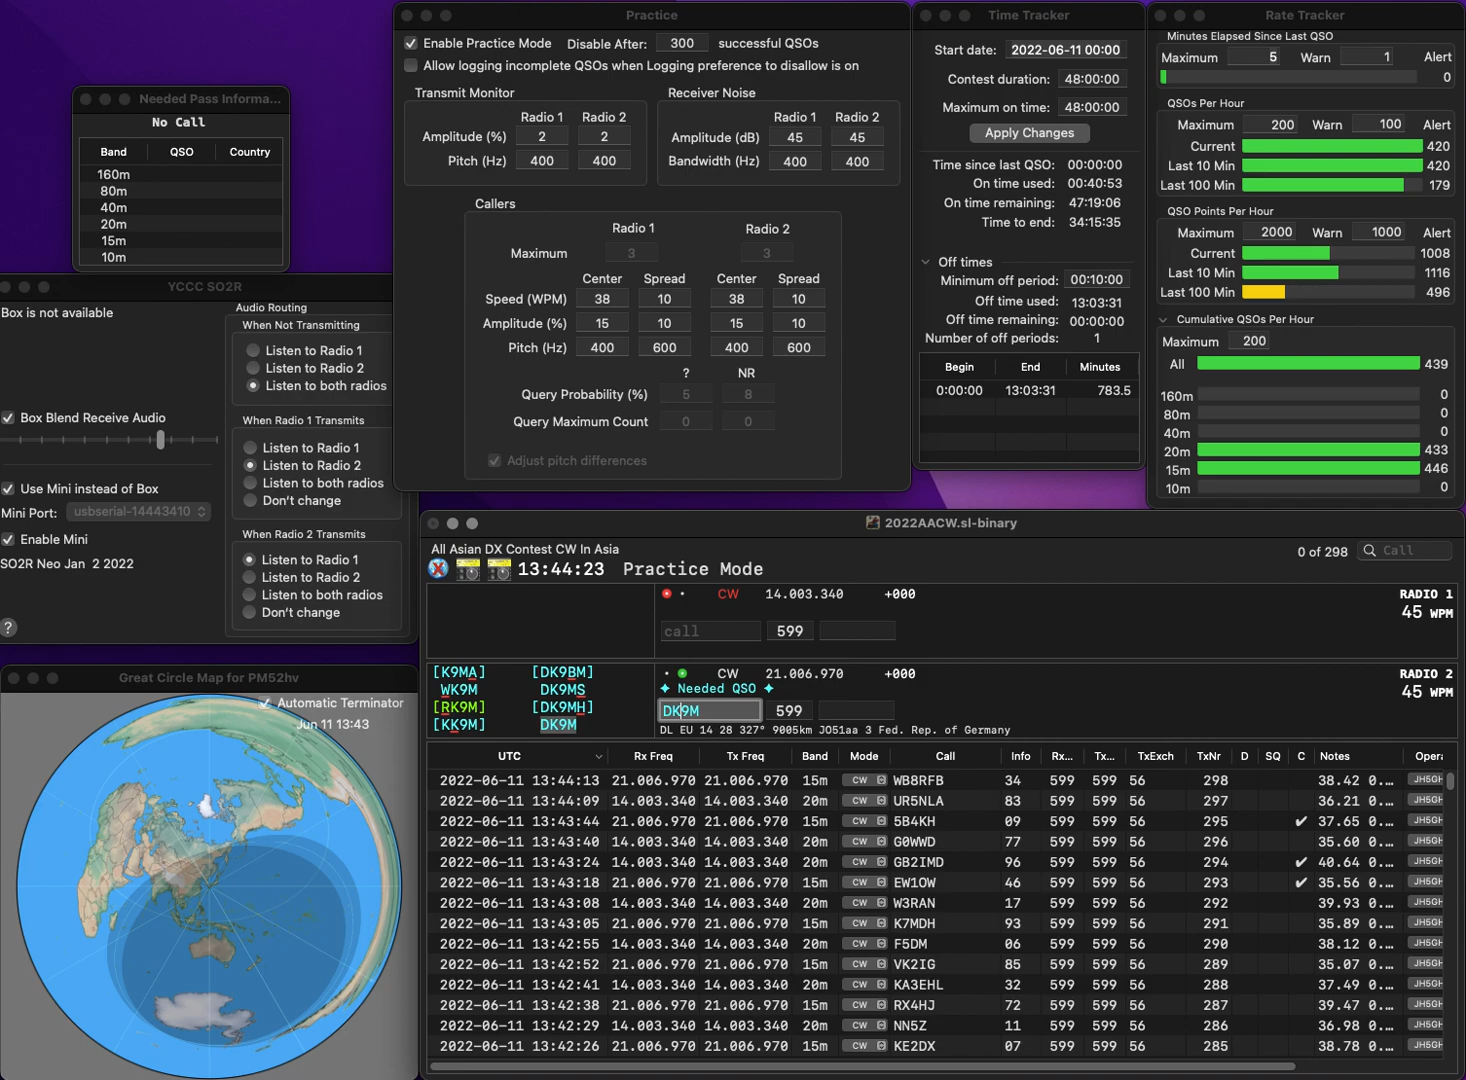 Practice
Enable Practice Mode Disable After: 300 successful QSOs
Allow logging incomplete QSOs when Logging preference to disallow is on
Transmit Monitor
Radio 1 Radio 2
Amplitude (%) 2 2
Pitch (Hz) 400 400
Receiver Noise
Radio 1 Radio 2
Amplitude (dB) 45 45
Bandwidth (Hz) 400 400
Callers
Radio 1 Radio 2
Maximum 3 3
Center Spread Center Spread
Speed (WPM) 38 10 38 10
Amplitude (%) 15 10 15 10
Pitch (Hz) 400 600 400 600
? NR
Query Probability (%) 5 8
Query Maximum Count 0 0
Adjust pitch differences
Time Tracker
Start date: 2022-06-11 00:00
Contest duration: 48:00:00
Maximum on time: 48:00:00
Apply Changes
Time since last QSO: 00:00:00
On time used: 00:40:53
On time remaining: 47:19:06
Time to end: 34:15:35
Off times
Minimum off period: 00:10:00
Off time used: 13:03:31
Off time remaining: 00:00:00
Number of off periods: 1
Begin End Minutes
0:00:00 13:03:31 783.5
Rate Tracker
Minutes Elapsed Since Last QSO
Maximum 5 Warn 1 Alert
0
QSOs Per Hour
Maximum 200 Warn 100 Alert
Current 420
Last 10 Min 420
Last 100 Min 179
QSO Points Per Hour
Maximum 2000 Warn 1000 Alert
Current 1008
Last 10 Min 1116
Last 100 Min 496
Cumulative QSOs Per Hour
Maximum 200
All 439
160m 0
80m 0
40m 0
20m 433
15m 446
10m 0
Needed Pass Informa...
No Call
Band QSO Country
160m
80m
40m
20m
15m
10m
YCCC SO2R
Box is not available
Box Blend Receive Audio
Use Mini instead of Box
Mini Port: usbserial-14443410
Enable Mini
SO2R Neo Jan 2 2022
?
Audio Routing
When Not Transmitting
Listen to Radio 1
Listen to Radio 2
Listen to both radios
When Radio 1 Transmits
Listen to Radio 1
Listen to Radio 2
Listen to both radios
Don't change
When Radio 2 Transmits
Listen to Radio 1
Listen to Radio 2
Listen to both radios
Don't change
Great Circle Map for PM52hv
Automatic Terminator
Jun 11 13:43
2022AACW.sl-binary
All Asian DX Contest CW In Asia
0 of 298 Call
13:44:23 Practice Mode
CW 14.003.340 +000 RADIO 1
45 WPM
call 599
[K9MA] [DK9BM]
WK9M DK9MS
[RK9M] [DK9MH]
[KK9M] DK9M
CW 21.006.970 +000 RADIO 2
45 WPM
Needed QSO
DK9M 599
DL EU 14 28 327° 9005km JO51aa 3 Fed. Rep. of Germany
UTC Rx Freq Tx Freq Band Mode Call Info Rx... Tx... TxExch TxNr D SQ C Notes Opera
2022-06-11 13:44:13 21.006.970 21.006.970 15m CW WB8RFB 34 599 599 56 298 38.42 0.... JH5GH
2022-06-11 13:44:09 14.003.340 14.003.340 20m CW UR5NLA 83 599 599 56 297 36.21 0.... JH5GH
2022-06-11 13:43:44 21.006.970 21.006.970 15m CW 5B4KH 09 599 599 56 295 ✔ 37.65 0.... JH5GH
2022-06-11 13:43:40 14.003.340 14.003.340 20m CW G0WWD 77 599 599 56 296 35.60 0.... JH5GH
2022-06-11 13:43:24 14.003.340 14.003.340 20m CW GB2IMD 96 599 599 56 294 ✔ 40.64 0.... JH5GH
2022-06-11 13:43:18 21.006.970 21.006.970 15m CW EW1OW 46 599 599 56 293 ✔ 35.56 0.... JH5GH
2022-06-11 13:43:08 14.003.340 14.003.340 20m CW W3RAN 17 599 599 56 292 39.93 0.... JH5GH
2022-06-11 13:43:05 21.006.970 21.006.970 15m CW K7MDH 93 599 599 56 291 35.89 0.... JH5GH
2022-06-11 13:42:55 14.003.340 14.003.340 20m CW F5DM 06 599 599 56 290 38.12 0.... JH5GH
2022-06-11 13:42:52 21.006.970 21.006.970 15m CW VK2IG 85 599 599 56 289 35.07 0.... JH5GH
2022-06-11 13:42:41 14.003.340 14.003.340 20m CW KA3EHL 32 599 599 56 288 37.49 0.... JH5GH
2022-06-11 13:42:38 21.006.970 21.006.970 15m CW RX4HJ 72 599 599 56 287 39.47 0.... JH5GH
2022-06-11 13:42:29 14.003.340 14.003.340 20m CW NN5Z 11 599 599 56 286 36.98 0.... JH5GH
2022-06-11 13:42:26 21.006.970 21.006.970 15m CW KE2DX 07 599 599 56 285 38.78 0.... JH5GH